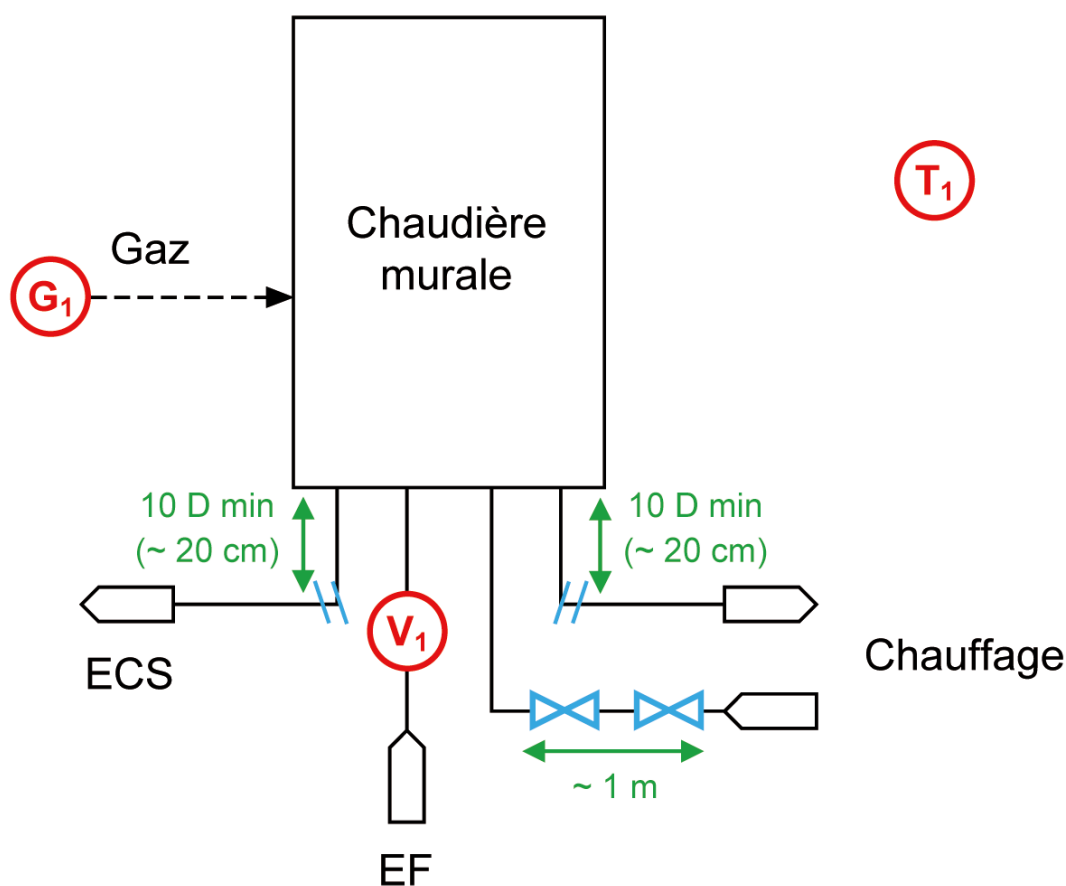 T1
Gaz
Chaudière
murale
G1
10 D min
(~ 20 cm)
10 D min
(~ 20 cm)
V1
ECS
Chauffage
~ 1 m
EF